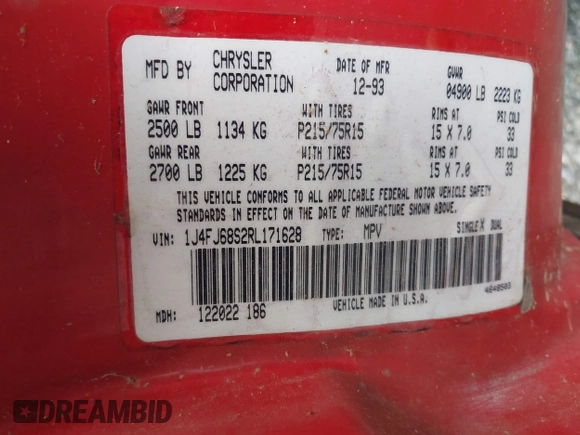 MFD BY CHRYSLER CORPORATION DATE OF MFR 12-93 GVWR 04900 LB 2223 KG
GAWR FRONT WITH TIRES RIMS AT PSI COLD
2500 LB 1134 KG P215/75R15 15 X 7.0 33
GAWR REAR WITH TIRES RIMS AT PSI COLD
2700 LB 1225 KG P215/75R15 15 X 7.0 33
THIS VEHICLE CONFORMS TO ALL APPLICABLE FEDERAL MOTOR VEHICLE SAFETY
STANDARDS IN EFFECT ON THE DATE OF MANUFACTURE SHOWN ABOVE.
VIN: 1J4FJ68S2RL171628 TYPE: MPV SINGLE X DUAL
MDH: 122022 186 VEHICLE MADE IN U.S.A.
DREAMBID